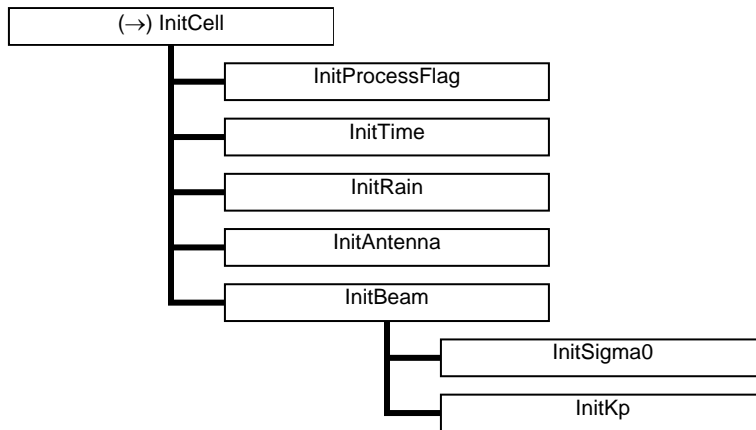 (→) InitCell
InitProcessFlag
InitTime
InitRain
InitAntenna
InitBeam
InitSigma0
InitKp